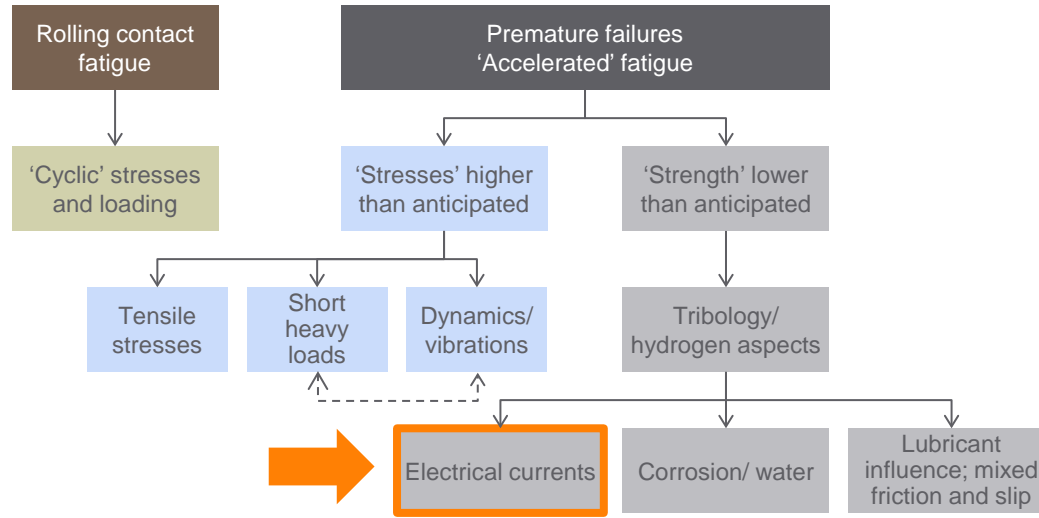 Rolling contact
fatigue
Premature failures
‘Accelerated’ fatigue
‘Cyclic’ stresses
and loading
‘Stresses’ higher
than anticipated
‘Strength’ lower
than anticipated
Tensile
stresses
Short
heavy
loads
Dynamics/
vibrations
Tribology/
hydrogen aspects
Electrical currents
Corrosion/ water
Lubricant
influence; mixed
friction and slip